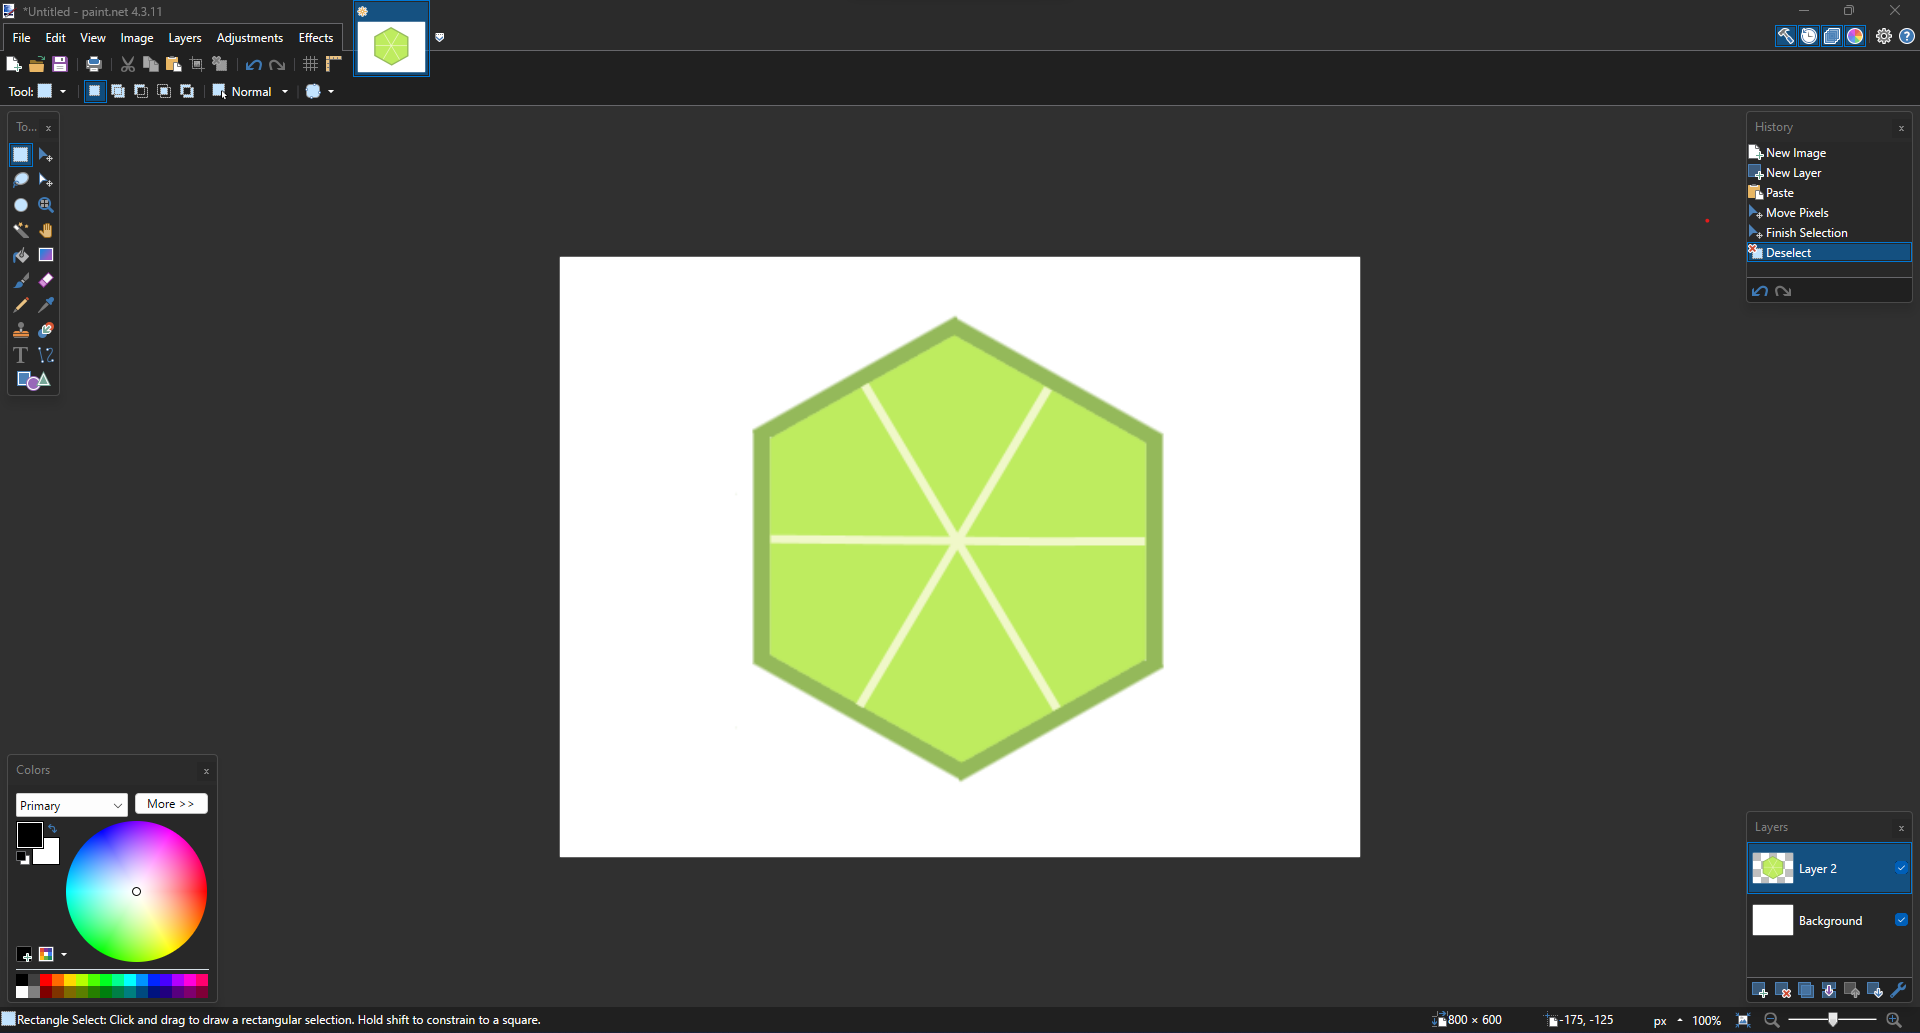 *Untitled - paint.net 4.3.11
File Edit View Image Layers Adjustments Effects
Tool: Normal
To... x
History x
New Image
New Layer
Paste
Move Pixels
Finish Selection
Deselect
Colors x
Primary More >>
Layers x
Layer 2
Background
Rectangle Select: Click and drag to draw a rectangular selection. Hold shift to constrain to a square. 800 × 600 -175, -125 px 100%